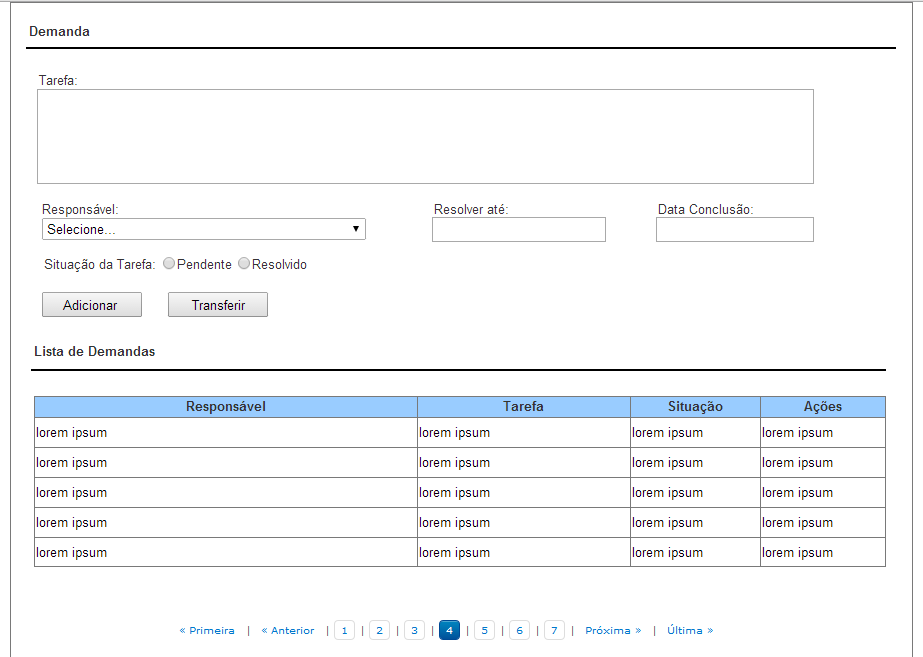 Demanda
Tarefa:
Responsável: Resolver até: Data Conclusão:
Selecione...
Situação da Tarefa: Pendente Resolvido
Adicionar Transferir
Lista de Demandas
Responsável Tarefa Situação Ações
lorem ipsum lorem ipsum lorem ipsum lorem ipsum
lorem ipsum lorem ipsum lorem ipsum lorem ipsum
lorem ipsum lorem ipsum lorem ipsum lorem ipsum
lorem ipsum lorem ipsum lorem ipsum lorem ipsum
lorem ipsum lorem ipsum lorem ipsum lorem ipsum
« Primeira | « Anterior | 1 | 2 | 3 | 4 | 5 | 6 | 7 | Próxima » | Última »